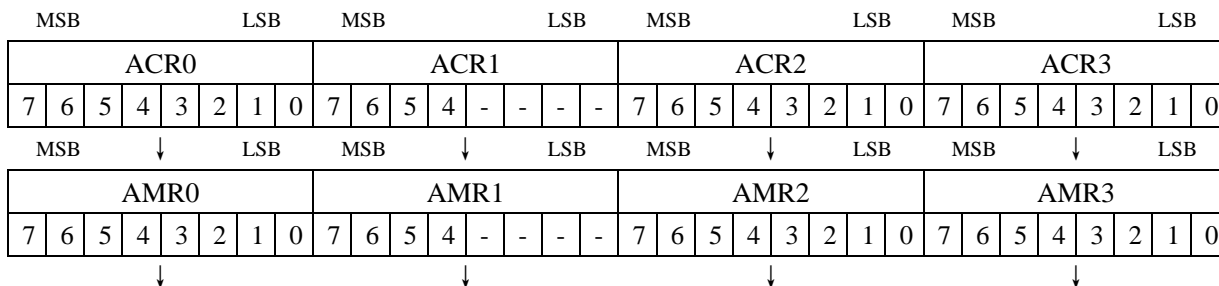 MSB LSB MSB LSB MSB LSB MSB LSB
ACR0 ACR1 ACR2 ACR3
7 6 5 4 3 2 1 0 7 6 5 4 - - - - 7 6 5 4 3 2 1 0 7 6 5 4 3 2 1 0
MSB ↓ LSB MSB ↓ LSB MSB ↓ LSB MSB ↓ LSB
AMR0 AMR1 AMR2 AMR3
7 6 5 4 3 2 1 0 7 6 5 4 - - - - 7 6 5 4 3 2 1 0 7 6 5 4 3 2 1 0
↓ ↓ ↓ ↓